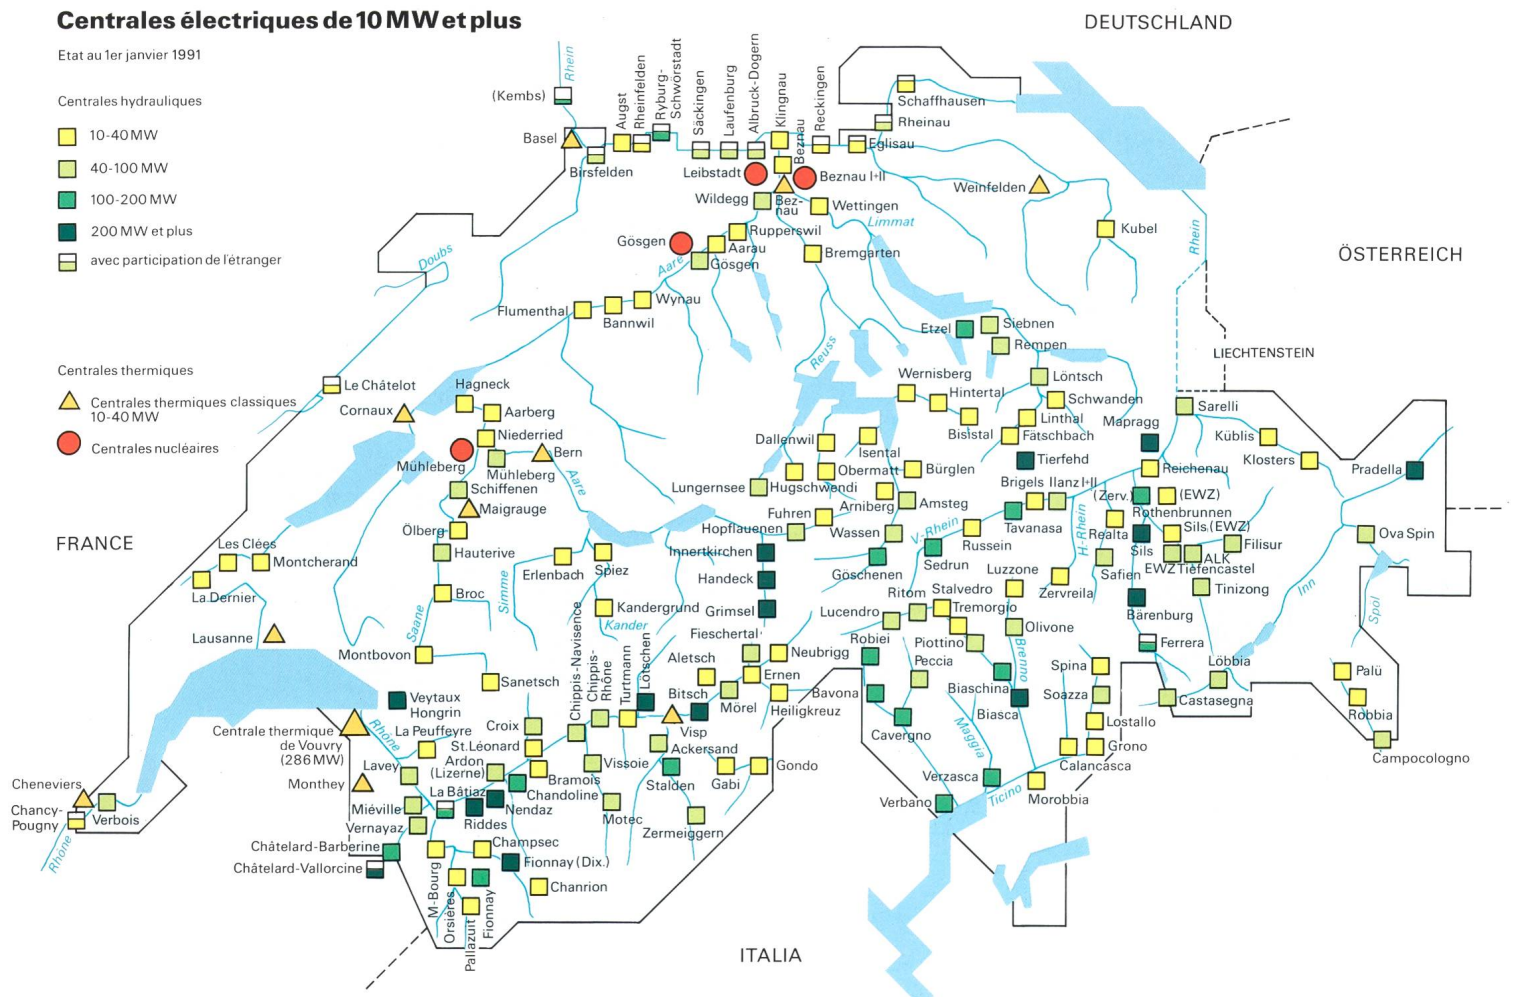 Centrales électriques de 10 MW et plus
Etat au 1er janvier 1991
Centrales hydrauliques
10-40 MW
40-100 MW
100-200 MW
200 MW et plus
avec participation de l'étranger
Centrales thermiques
Centrales thermiques classiques
10-40 MW
Centrales nucléaires
DEUTSCHLAND
ÖSTERREICH
LIECHTENSTEIN
FRANCE
ITALIA
Rhein
(Kembs)
Basel
Birsfelden
Augst
Rheinfelden
Ryburg-
Schwörstadt
Säckingen
Laufenburg
Albruck-Dogern
Klingnau
Beznau
Reckingen
Schaffhausen
Rheinau
Eglisau
Leibstadt
Beznau I+II
Wildegg
Bez-
nau
Wettingen
Limmat
Weinfelden
Kubel
Rhein
Doubs
Gösgen
Rupperswil
Aarau
Gösgen
Bremgarten
Aare
Flumenthal
Bannwil
Wynau
Reuss
Etzel
Siebnen
Rempen
Le Châtelot
Cornaux
Hagneck
Aarberg
Niederried
Mühleberg
Mühleberg
Bern
Aare
Schiffenen
Maigrauge
Ölberg
Hauterive
Broc
Saane
Simme
Montbovon
Sanetsch
Erlenbach
Spiez
Kandergrund
Kander
Wernisberg
Hintertal
Bisistal
Löntsch
Schwanden
Linthal
Fätschbach
Tierfehd
Dallenwil
Isental
Lungernsee
Hugschwendi
Obermatt
Bürglen
Arniberg
Amsteg
Fuhren
Hopflauenen
Wassen
Göschenen
Innertkirchen
Handeck
Grimsel
Mapragg
Sarelli
Küblis
Klosters
Pradella
Reichenau
Brigels
Ilanz I+II
(Zerv.)
(EWZ)
Rothenbrunnen
Tavanasa
Realta
Sils (EWZ)
Sils
Filisur
ALK
EWZ Tiefencastel
Ova Spin
V.-Rhein
H.-Rhein
Russein
Sedrun
Safien
Zervreila
Tinizong
Bärenburg
Ferrera
Inn
Spöl
Löbbia
Castasegna
Palü
Robbia
Campocologno
Les Clées
Montcherand
La Dernier
Lausanne
Luzzone
Ritom
Stalvedro
Tremorgio
Lucendro
Piottino
Olivone
Brenno
Robiei
Peccia
Biaschina
Biasca
Bavona
Cavergno
Maggia
Verzasca
Verbano
Ticino
Morobbia
Spina
Soazza
Lostallo
Grono
Calancasca
Fieschertal
Neubrigg
Aletsch
Ernen
Bitsch
Mörel
Heiligkreuz
Lötschen
Turtmann
Chippis-
Rhône
Chippis-Navisence
Visp
Ackersand
Stalden
Gabi
Gondo
Zermeiggern
Vissoie
Motec
Croix
St.Léonard
Ardon
(Lizerne)
Bramois
Chandoline
Nendaz
Riddes
La Bâtiaz
Veytaux
Hongrin
La Peuffeyre
Rhône
Centrale thermique
de Vouvry
(286 MW)
Lavey
Monthey
Miéville
Vernayaz
Châtelard-Barberine
Châtelard-Vallorcine
Champsec
Fionnay (Dix.)
Chanrion
M-Bourg
Orsières
Pallazuit
Fionnay
Cheneviers
Chancy-
Pougny
Verbois
Rhône